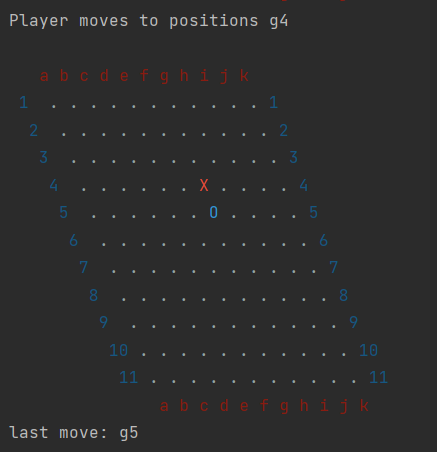 Player moves to positions g4
a b c d e f g h i j k
1 . . . . . . . . . . . 1
2 . . . . . . . . . . . 2
3 . . . . . . . . . . . 3
4 . . . . . . X . . . . 4
5 . . . . . . O . . . . 5
6 . . . . . . . . . . . 6
7 . . . . . . . . . . . 7
8 . . . . . . . . . . . 8
9 . . . . . . . . . . . 9
10 . . . . . . . . . . . 10
11 . . . . . . . . . . . 11
a b c d e f g h i j k
last move: g5